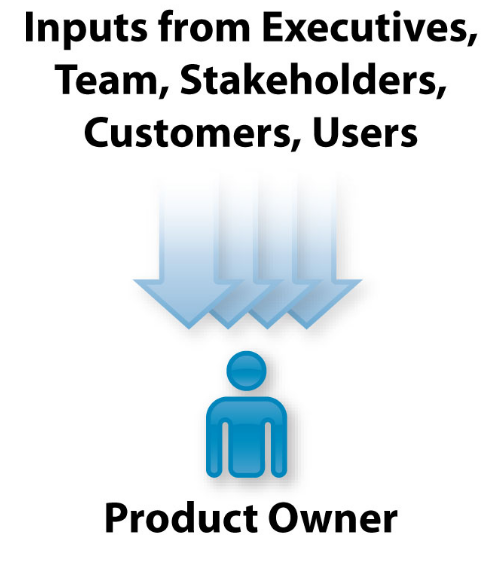 Inputs from Executives,
Team, Stakeholders,
Customers, Users
Product Owner